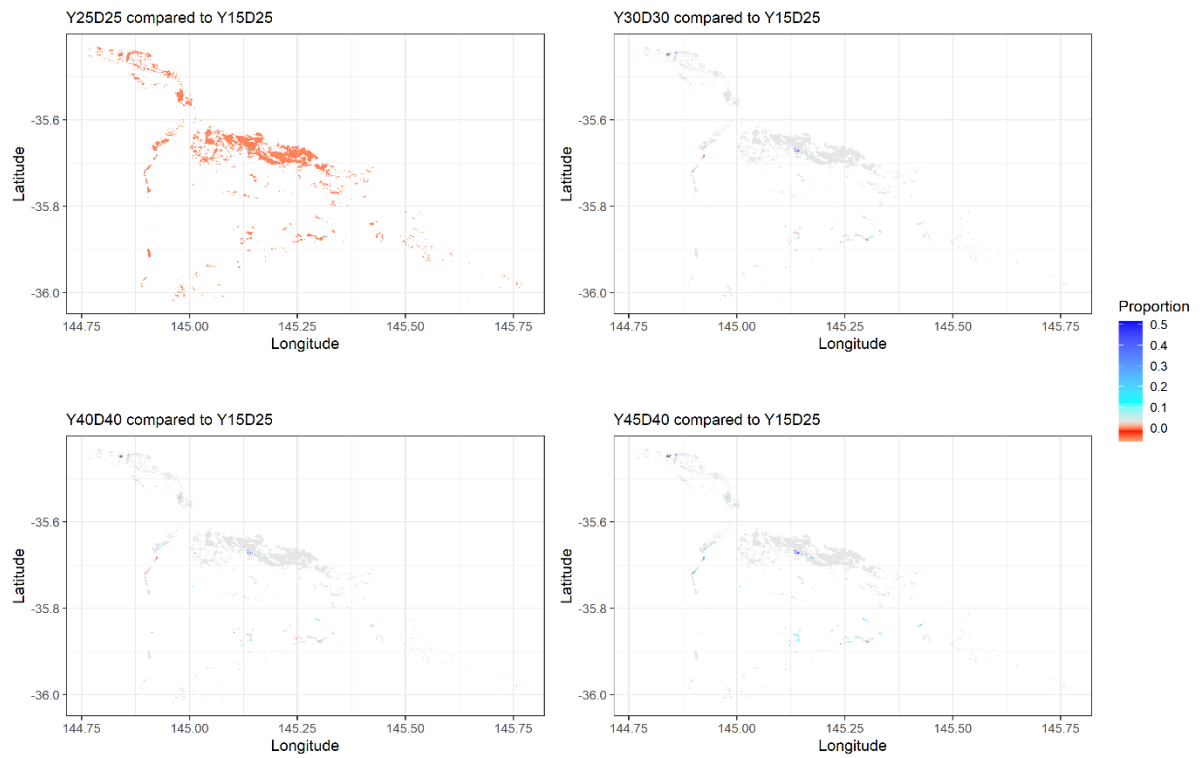 Y25D25 compared to Y15D25
Y30D30 compared to Y15D25
Latitude
-35.6
-35.8
-36.0
144.75 145.00 145.25 145.50 145.75
Longitude
Latitude
-35.6
-35.8
-36.0
144.75 145.00 145.25 145.50 145.75
Longitude
Proportion
0.5
0.4
0.3
0.2
0.1
0.0
Y40D40 compared to Y15D25
Y45D40 compared to Y15D25
Latitude
-35.6
-35.8
-36.0
144.75 145.00 145.25 145.50 145.75
Longitude
Latitude
-35.6
-35.8
-36.0
144.75 145.00 145.25 145.50 145.75
Longitude